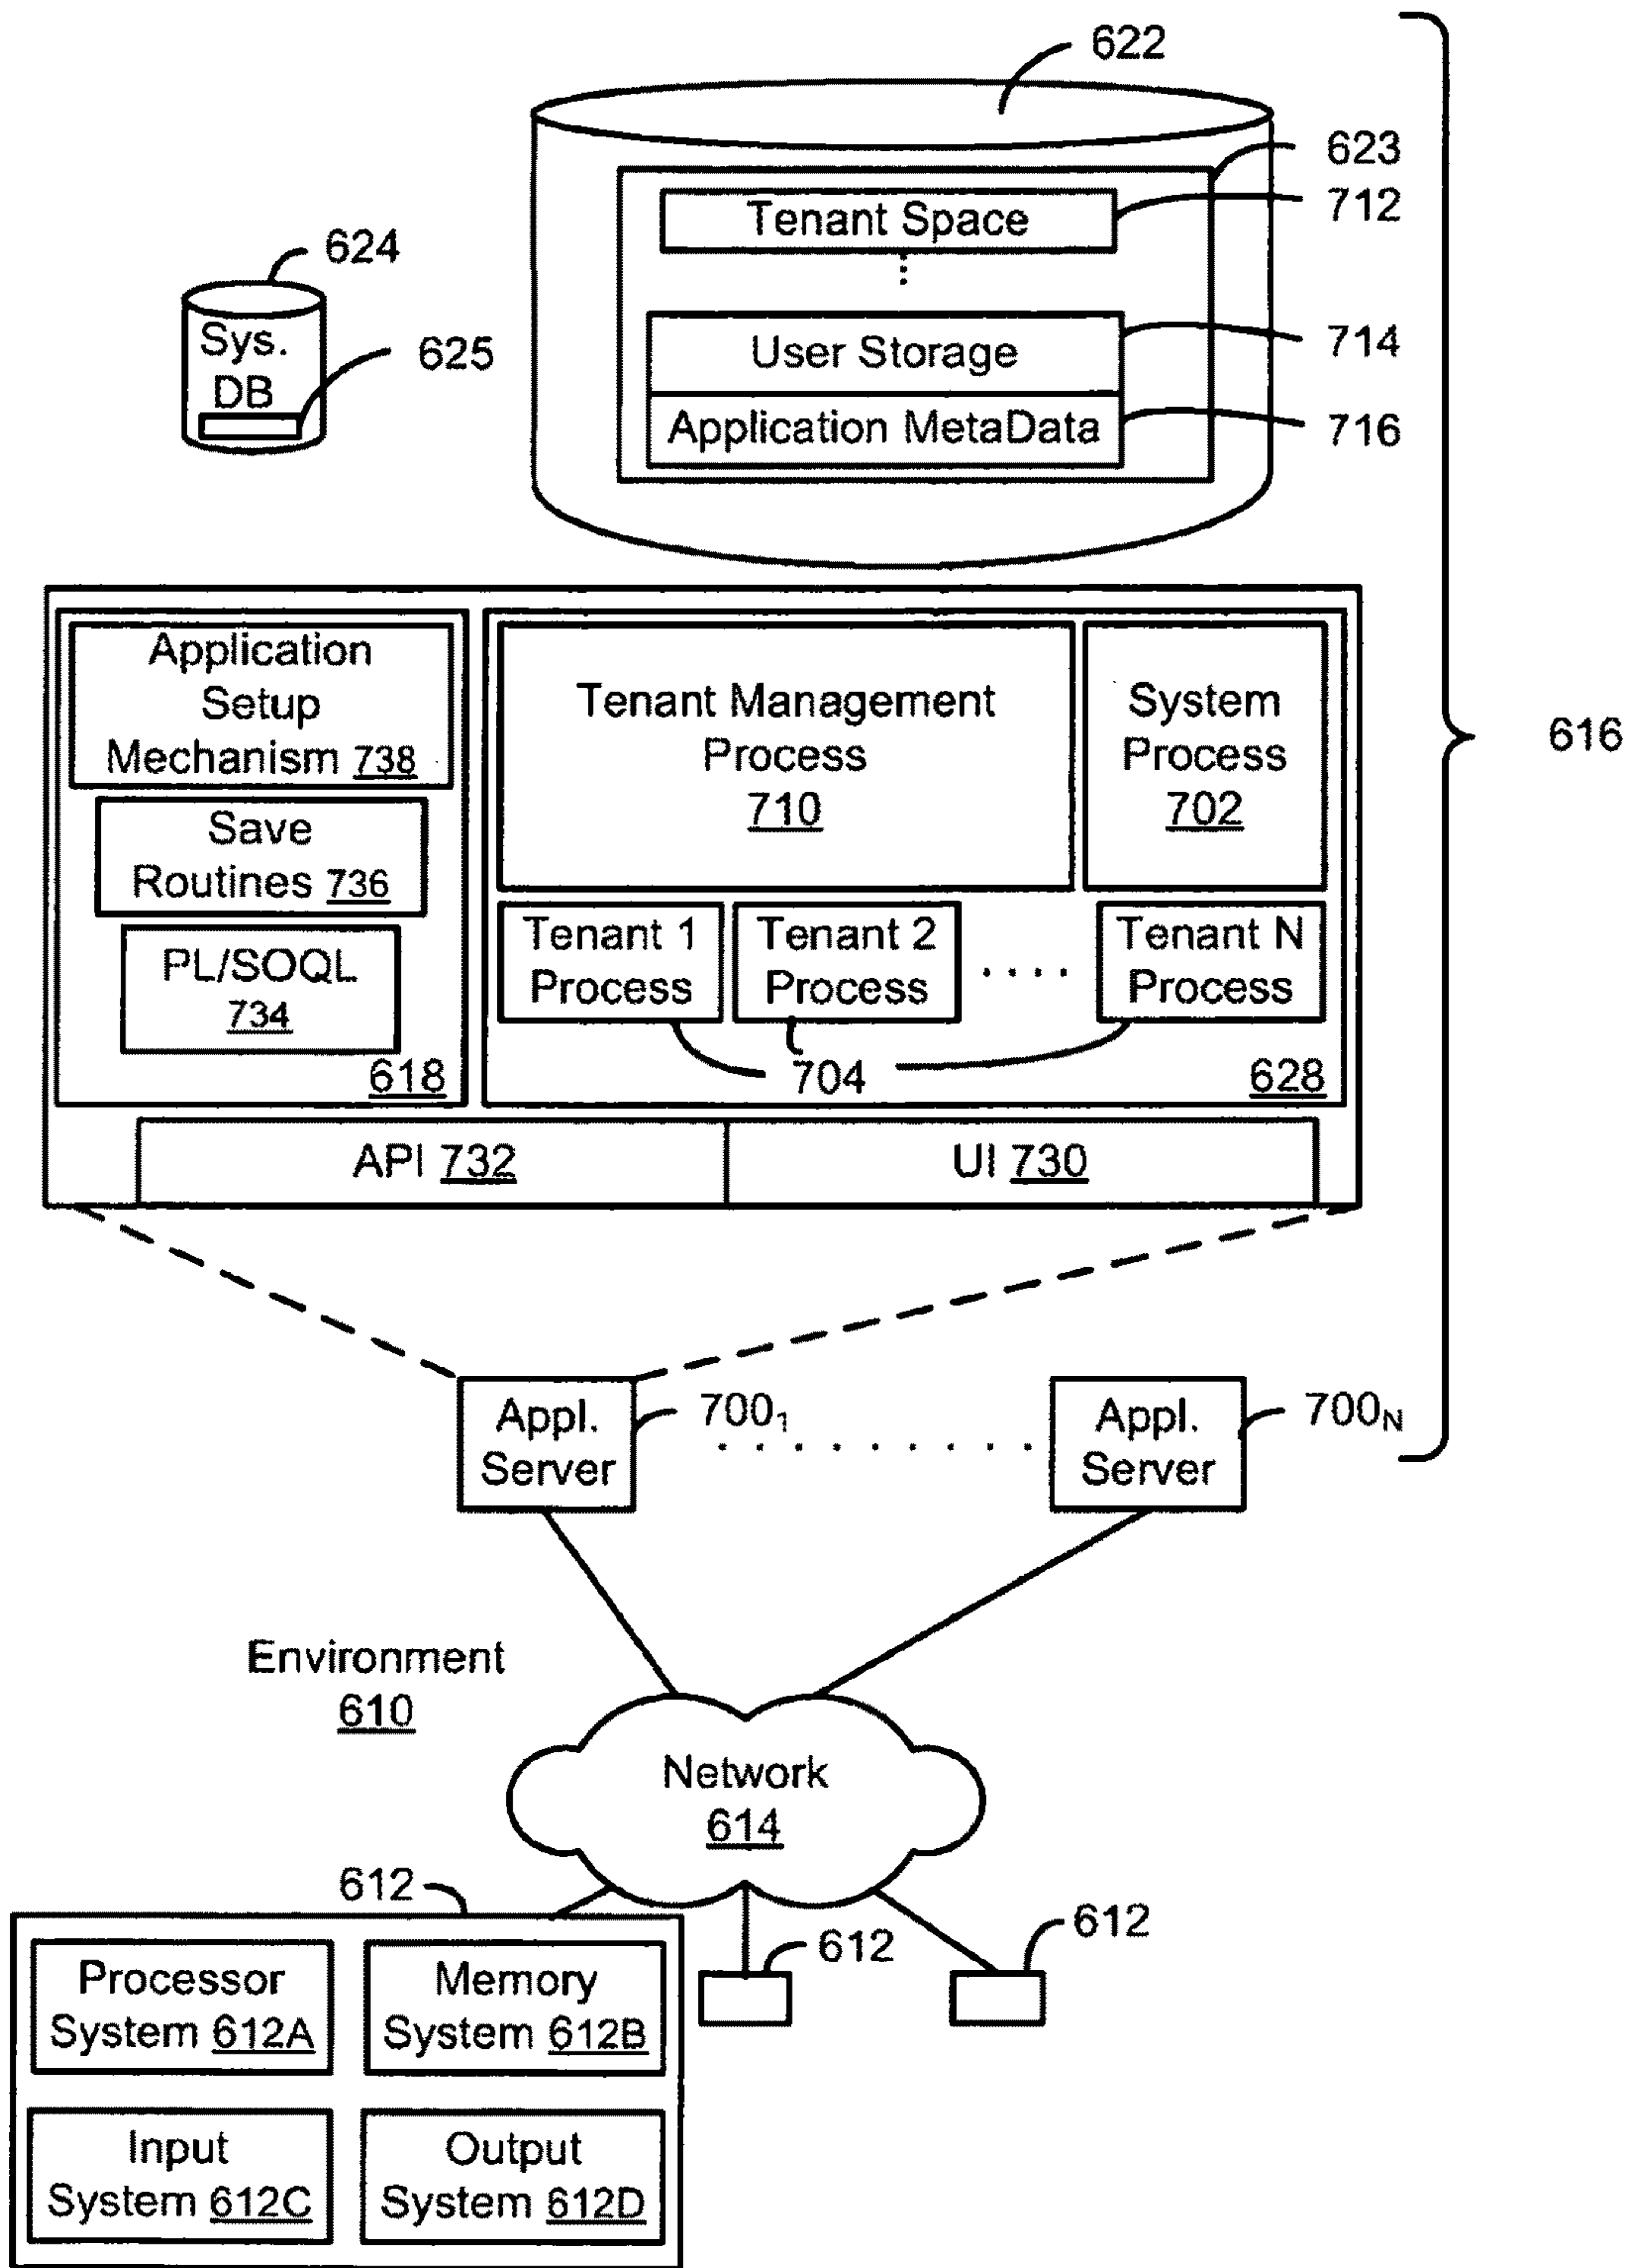 622
623
Tenant Space
712
624
Sys.
DB
625
User Storage
714
Application MetaData
716
Application
Setup
Mechanism 738
Save
Routines 736
PL/SOQL
734
618
Tenant Management
Process
710
System
Process
702
Tenant 1
Process
Tenant 2
Process
Tenant N
Process
704
628
616
API 732
UI 730
Appl.
Server
700₁
Appl.
Server
700N
Environment
610
Network
614
612
Processor
System 612A
Memory
System 612B
Input
System 612C
Output
System 612D
612
612